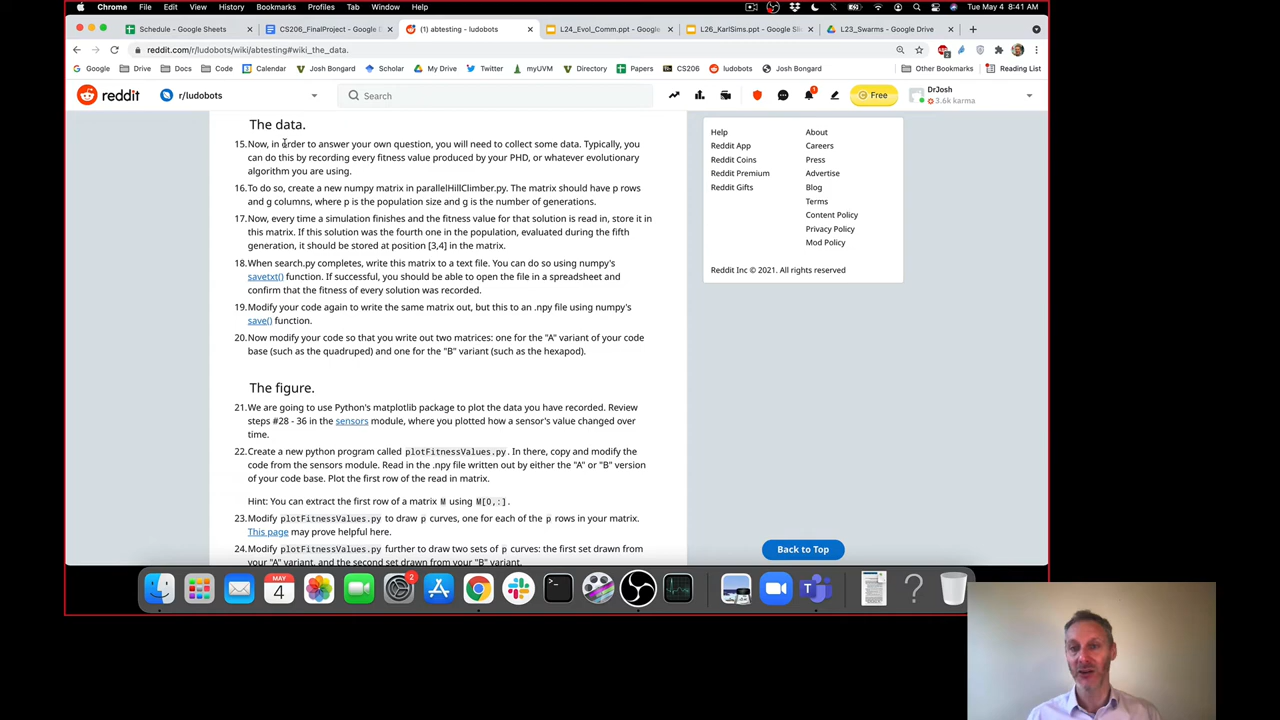 Chrome File Edit View History Bookmarks Profiles Tab Window Help Tue May 4 8:41 AM
Schedule - Google Sheets CS206_FinalProject - Google D (1) abtesting - ludobots L24_Evol_Comm.ppt - Google L26_KarlSims.ppt - Google Sl L23_Swarms - Google Drive
reddit.com/r/ludobots/wiki/abtesting#wiki_the_data.
Google Drive Docs Code Calendar Josh Bongard Scholar My Drive Twitter myUVM Directory Papers CS206 ludobots Josh Bongard Other Bookmarks Reading List
reddit r/ludobots Search 1 Free DrJosh
3.6k karma
The data.
15. Now, in order to answer your own question, you will need to collect some data. Typically, you
can do this by recording every fitness value produced by your PHD, or whatever evolutionary
algorithm you are using.
16. To do so, create a new numpy matrix in parallelHillClimber.py. The matrix should have p rows
and g columns, where p is the population size and g is the number of generations.
17. Now, every time a simulation finishes and the fitness value for that solution is read in, store it in
this matrix. If this solution was the fourth one in the population, evaluated during the fifth
generation, it should be stored at position [3,4] in the matrix.
18. When search.py completes, write this matrix to a text file. You can do so using numpy's
savetxt() function. If successful, you should be able to open the file in a spreadsheet and
confirm that the fitness of every solution was recorded.
19. Modify your code again to write the same matrix out, but this to an .npy file using numpy's
save() function.
20. Now modify your code so that you write out two matrices: one for the "A" variant of your code
base (such as the quadruped) and one for the "B" variant (such as the hexapod).
The figure.
21. We are going to use Python's matplotlib package to plot the data you have recorded. Review
steps #28 - 36 in the sensors module, where you plotted how a sensor's value changed over
time.
22. Create a new python program called plotFitnessValues.py. In there, copy and modify the
code from the sensors module. Read in the .npy file written out by either the "A" or "B" version
of your code base. Plot the first row of the read in matrix.
Hint: You can extract the first row of a matrix M using M[0,:].
23. Modify plotFitnessValues.py to draw p curves, one for each of the p rows in your matrix.
This page may prove helpful here.
24. Modify plotFitnessValues.py further to draw two sets of p curves: the first set drawn from
your "A" variant, and the second set drawn from your "B" variant.
Help About
Reddit App Careers
Reddit Coins Press
Reddit Premium Advertise
Reddit Gifts Blog
Terms
Content Policy
Privacy Policy
Mod Policy
Reddit Inc © 2021. All rights reserved
Back to Top
MAY
4
2